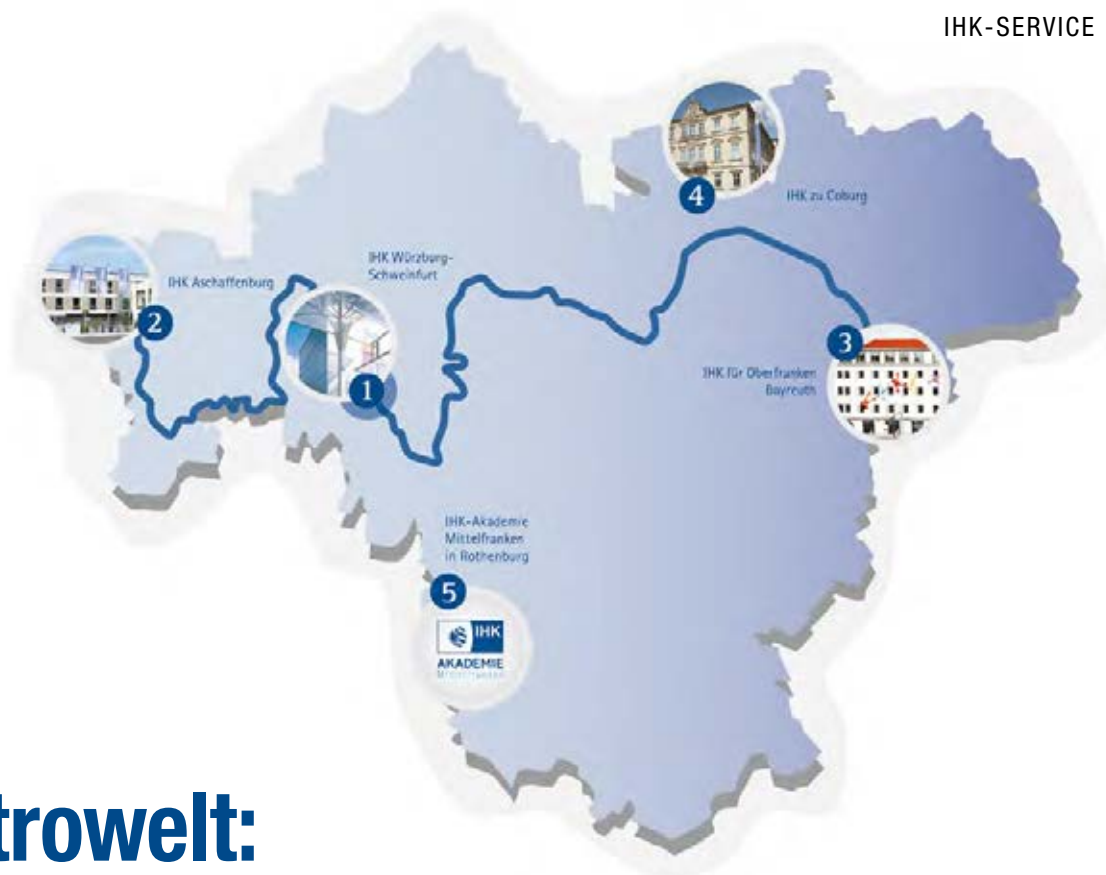 IHK-SERVICE
4
IHK zu Coburg
IHK Würzburg-
Schweinfurt
IHK Aschaffenburg
2
3
1
IHK für Oberfranken
Bayreuth
IHK-Akademie
Mittelfranken
in Rothenburg
5
IHK
AKADEMIE
Mittelfranken
trowelt: